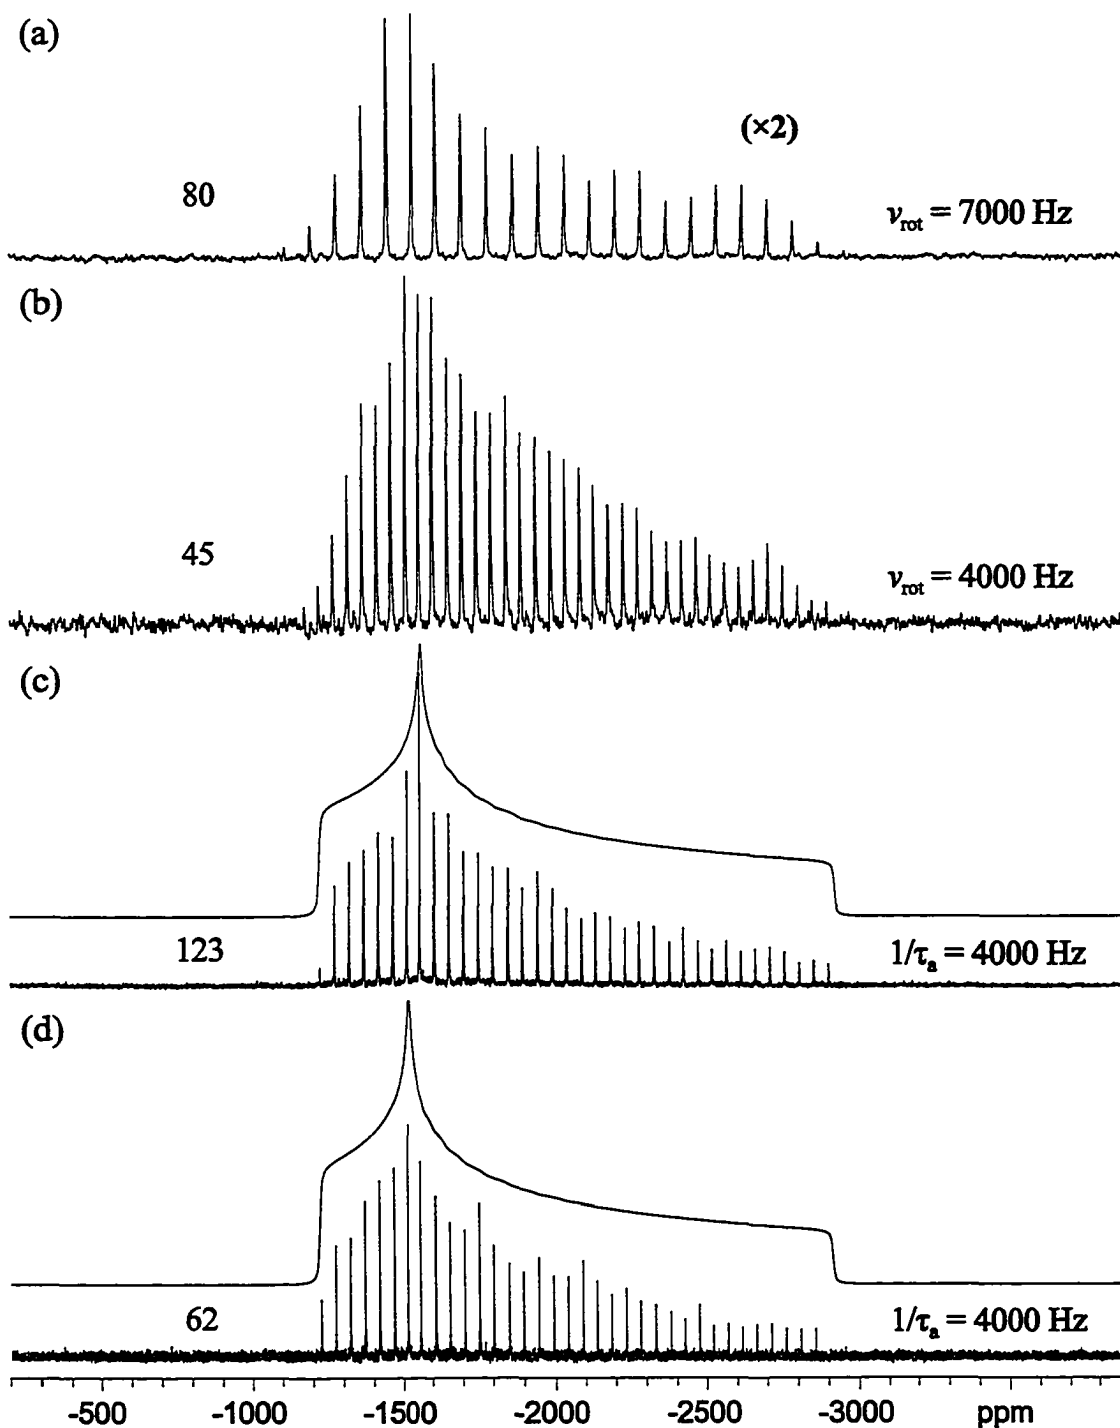 (a)
(×2)
80
νrot = 7000 Hz
(b)
45
νrot = 4000 Hz
(c)
123
1/τa = 4000 Hz
(d)
62
1/τa = 4000 Hz
-500 -1000 -1500 -2000 -2500 -3000 ppm